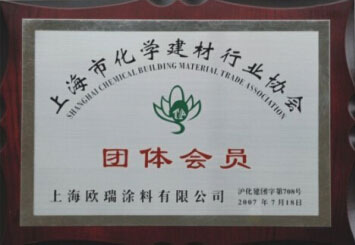 上海市化学建材行业协会
SHANGHAI CHEMICAL BUILDING MATERIAL TRADE ASSOCIATION
团体会员
上海欧瑞涂料有限公司
沪化建团字第708号
2007年7月18日